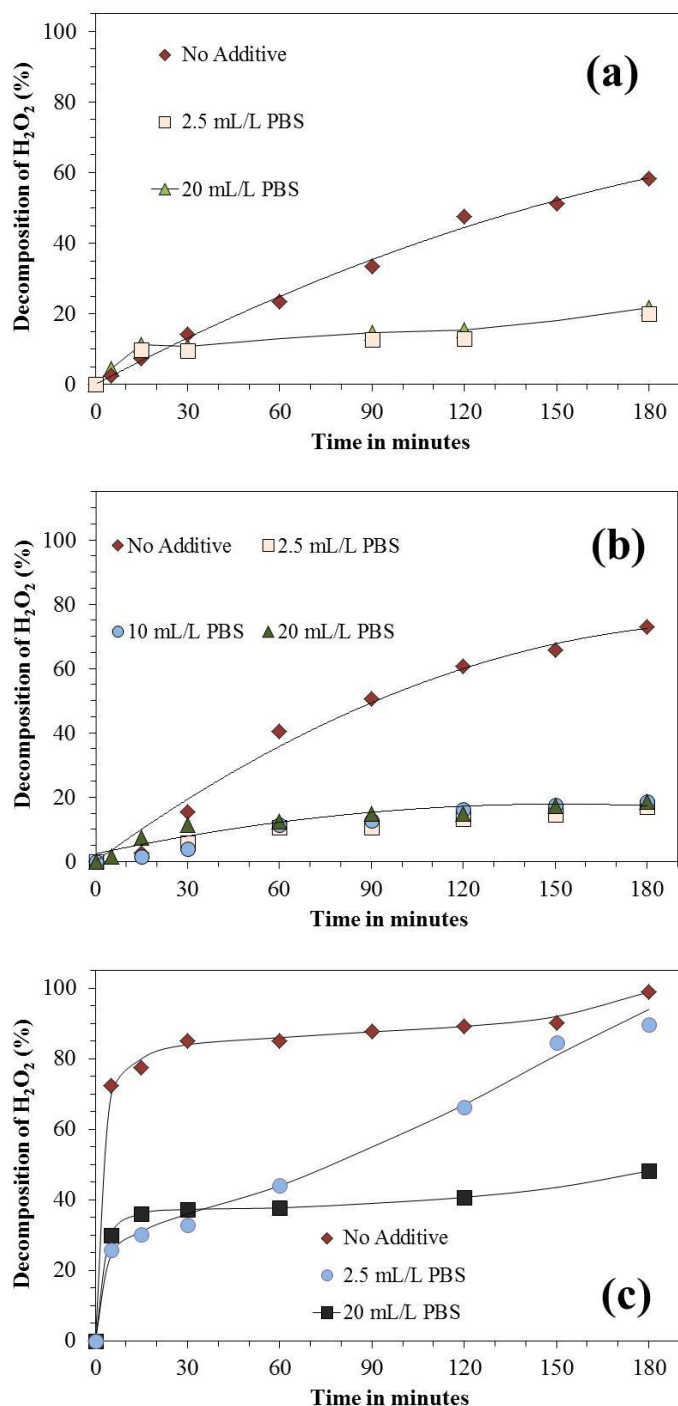 100
80
60
40
20
0
Decomposition of H₂O₂ (%)
No Additive
2.5 mL/L PBS
20 mL/L PBS
(a)
0 30 60 90 120 150 180
Time in minutes
100
80
60
40
20
0
Decomposition of H₂O₂ (%)
No Additive 2.5 mL/L PBS
10 mL/L PBS 20 mL/L PBS
(b)
0 30 60 90 120 150 180
Time in minutes
100
80
60
40
20
0
Decomposition of H₂O₂ (%)
No Additive
2.5 mL/L PBS
20 mL/L PBS
(c)
0 30 60 90 120 150 180
Time in minutes